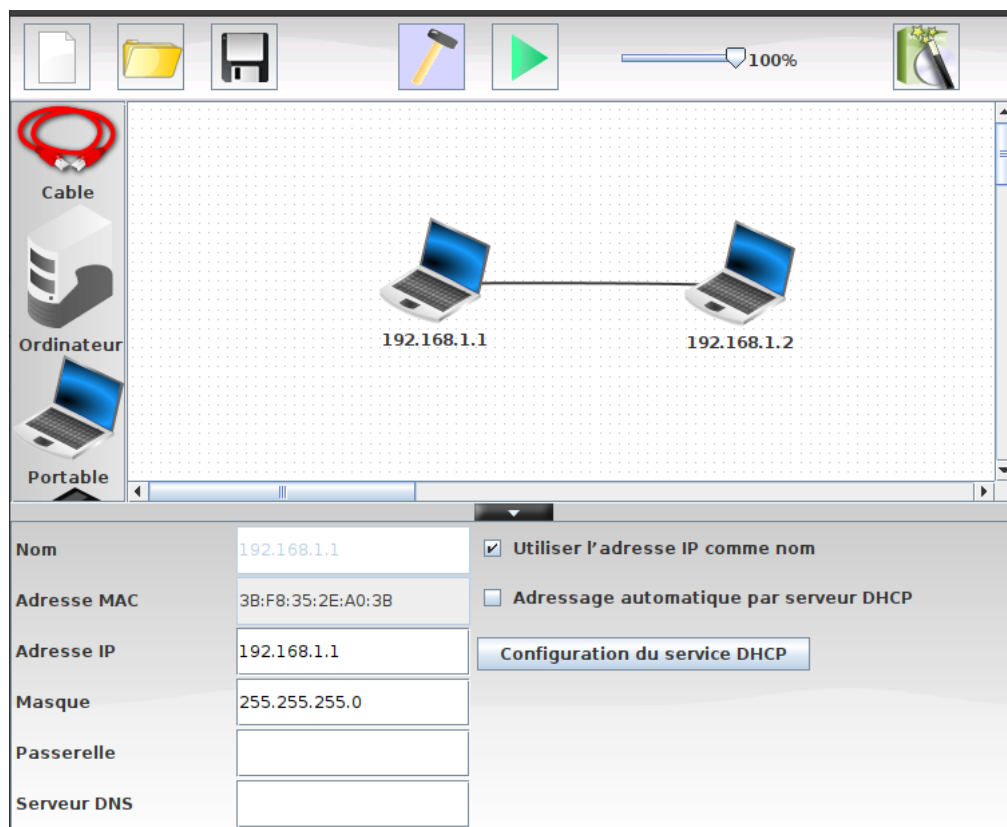 100%
Cable
Ordinateur
Portable
192.168.1.1
192.168.1.2
Nom
192.168.1.1
Utiliser l'adresse IP comme nom
Adresse MAC
3B:F8:35:2E:A0:3B
Adressage automatique par serveur DHCP
Adresse IP
192.168.1.1
Configuration du service DHCP
Masque
255.255.255.0
Passerelle
Serveur DNS